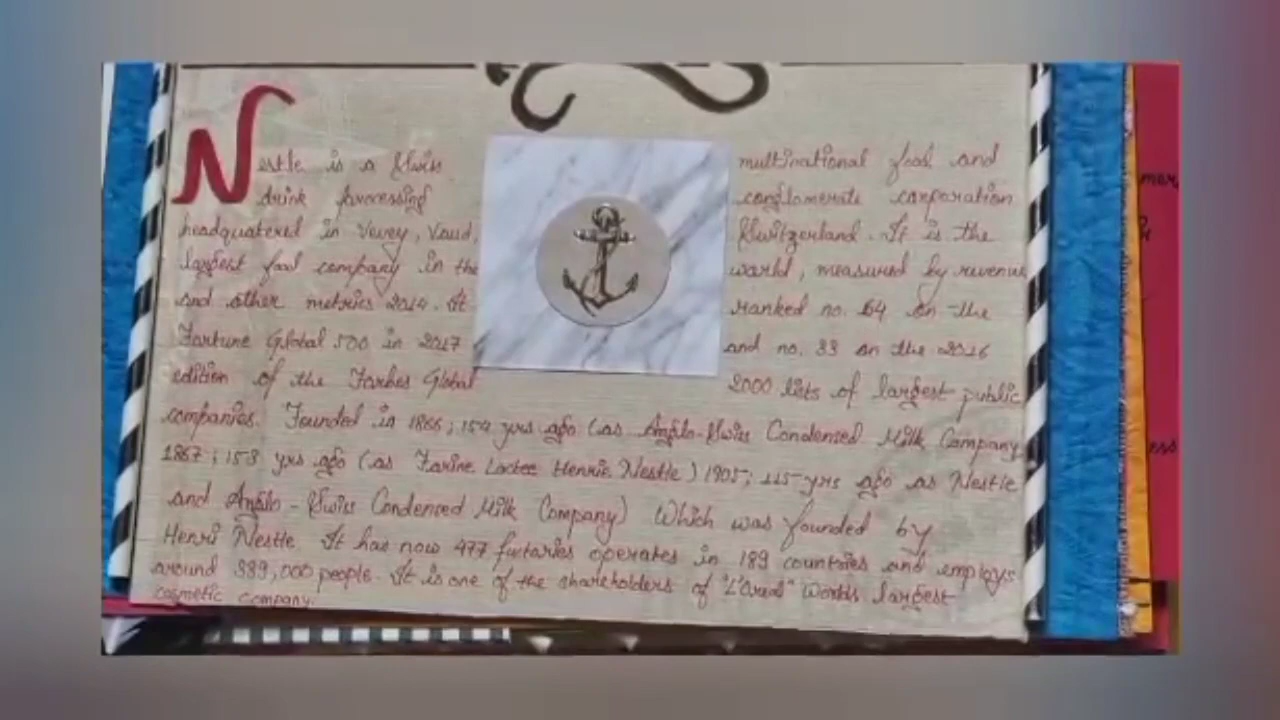 Nestle is a Swiss multinational food and
drink processing conglomerate corporation
headquatered in Vevey, Vaud, Switzerland. It is the
largest food company in the world, measured by revenue
and other metrics 2014. It ranked no. 64 on the
Fortune Global 500 in 2017 and no. 33 on the 2016
edition of the Forbes Global 2000 lists of largest public
companies. Founded in 1866; 154 yrs ago (as Anglo-Swiss Condensed Milk Company
1867; 153 yrs ago (as Farine Lactee Henric Nestle) 1905; 115 yrs ago as Nestle
and Anglo-Swiss Condensed Milk Company) Which was founded by
Henri Nestle. It has now 477 factaries operates in 189 countries and employs
around 339,000 people. It is one of the shareholders of "L'Oreal" Worlds largest
cosmetic company.